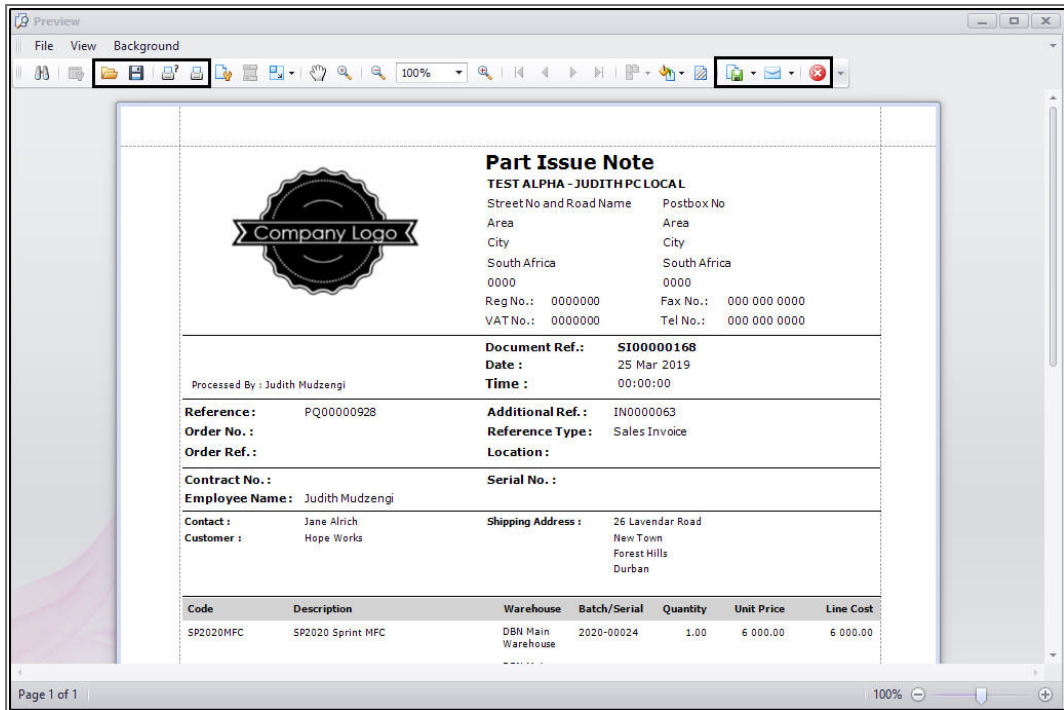 Preview
File View Background
100%
Company Logo
Part Issue Note
TEST ALPHA - JUDITH PC LOCAL
Street No and Road Name Postbox No
Area Area
City City
South Africa South Africa
0000 0000
Reg No.: 0000000 Fax No.: 000 000 0000
VAT No.: 0000000 Tel No.: 000 000 0000
Document Ref.: SI00000168
Date : 25 Mar 2019
Processed By : Judith Mudzengi Time : 00:00:00
Reference: PQ00000928 Additional Ref.: IN0000063
Order No. : Reference Type: Sales Invoice
Order Ref. : Location :
Contract No. : Serial No. :
Employee Name: Judith Mudzengi
Contact : Jane Alrich Shipping Address : 26 Lavendar Road
Customer : Hope Works New Town
Forest Hills
Durban
Code Description Warehouse Batch/Serial Quantity Unit Price Line Cost
SP2020MFC SP2020 Sprint MFC DBN Main 2020-00024 1.00 6 000.00 6 000.00
Warehouse
Page 1 of 1 100%